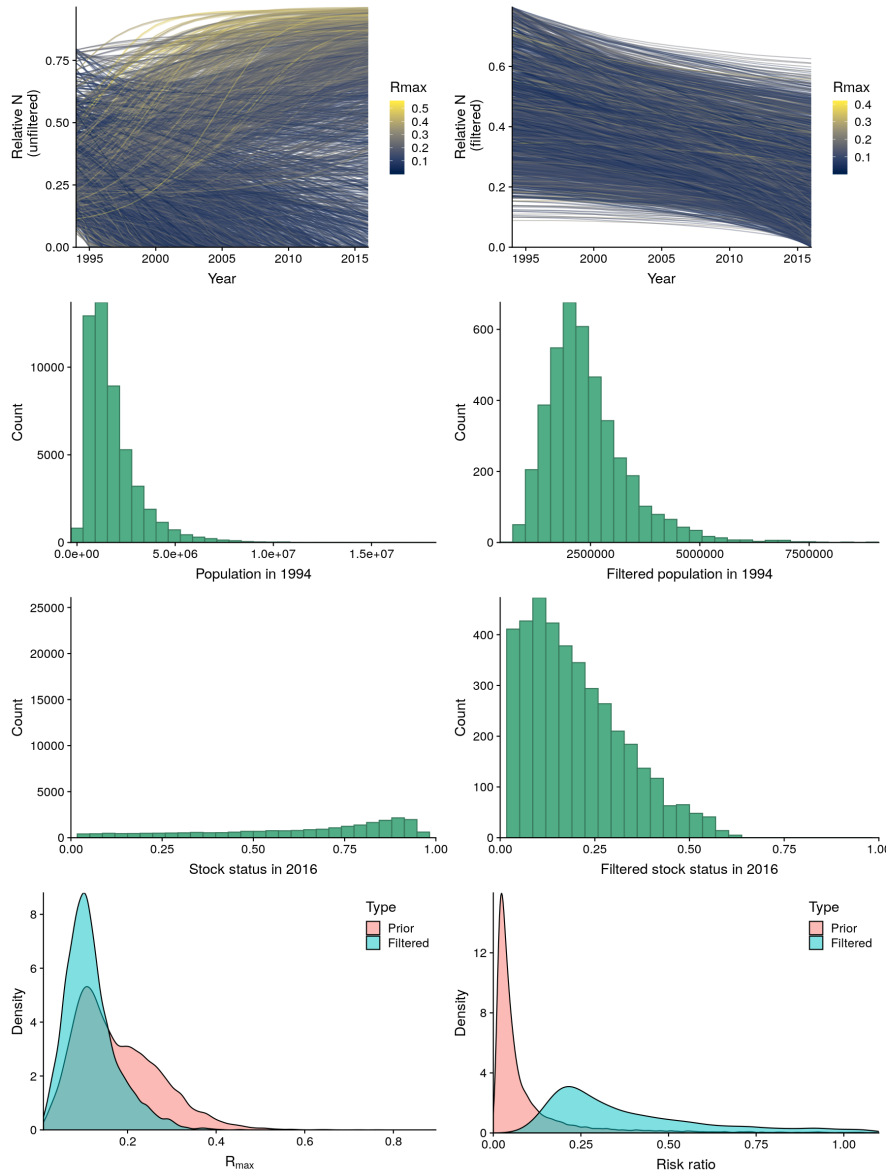 Relative N
(unfiltered)
0.75
0.50
0.25
0.00
1995 2000 2005 2010 2015
Year
Rmax
0.5
0.4
0.3
0.2
0.1
Relative N
(filtered)
0.6
0.4
0.2
0.0
1995 2000 2005 2010 2015
Year
Rmax
0.4
0.3
0.2
0.1
Count
10000
5000
0
0.0e+00 5.0e+06 1.0e+07 1.5e+07
Population in 1994
Count
600
400
200
0
2500000 5000000 7500000
Filtered population in 1994
Count
25000
20000
15000
10000
5000
0
0.00 0.25 0.50 0.75 1.00
Stock status in 2016
Count
400
300
200
100
0
0.00 0.25 0.50 0.75 1.00
Filtered stock status in 2016
Density
8
6
4
2
0
0.2 0.4 0.6 0.8
Rmax
Type
Prior
Filtered
Density
12
8
4
0
0.00 0.25 0.50 0.75 1.00
Risk ratio
Type
Prior
Filtered